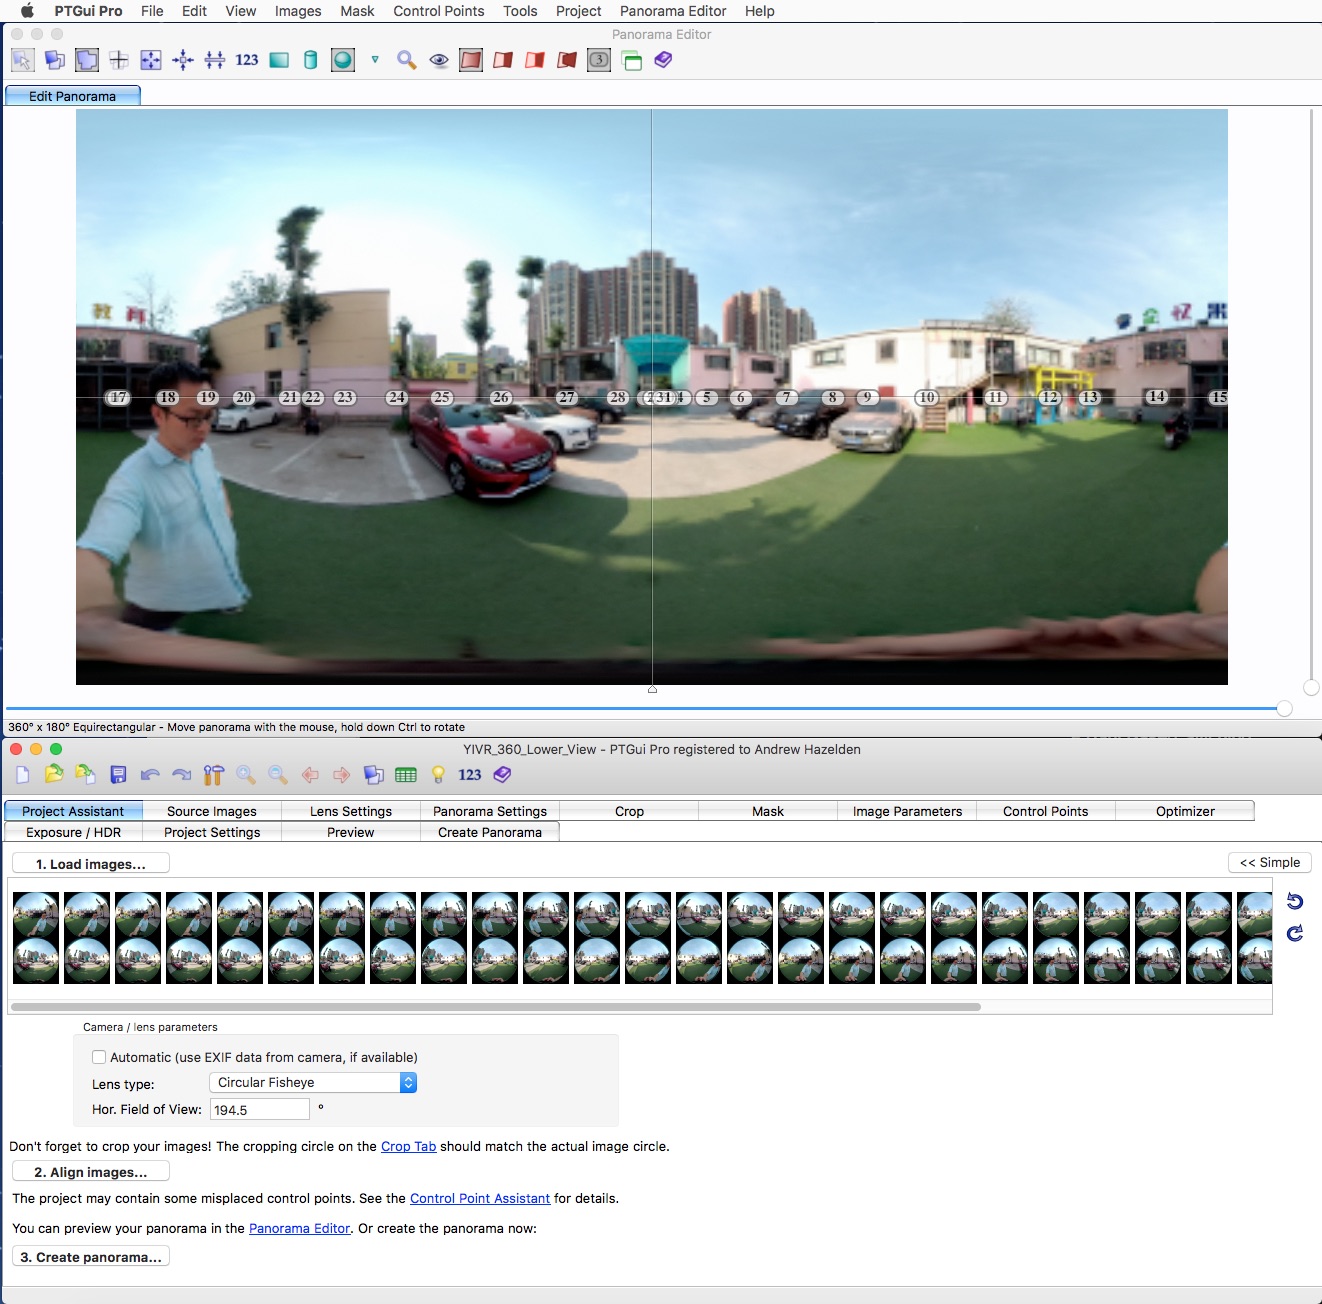 PTGui Pro File Edit View Images Mask Control Points Tools Project Panorama Editor Help
Panorama Editor
123 3
Edit Panorama
教 育
17 18 19 20 21 22 23 24 25 26 27 28 31 4 5 6 7 8 9 10 11 12 13 14 15
360° x 180° Equirectangular - Move panorama with the mouse, hold down Ctrl to rotate
YIVR_360_Lower_View - PTGui Pro registered to Andrew Hazelden
123
Project Assistant Source Images Lens Settings Panorama Settings Crop Mask Image Parameters Control Points Optimizer
Exposure / HDR Project Settings Preview Create Panorama
1. Load images...
<< Simple
Camera / lens parameters
Automatic (use EXIF data from camera, if available)
Lens type: Circular Fisheye
Hor. Field of View: 194.5 °
Don't forget to crop your images! The cropping circle on the Crop Tab should match the actual image circle.
2. Align images...
The project may contain some misplaced control points. See the Control Point Assistant for details.
You can preview your panorama in the Panorama Editor. Or create the panorama now:
3. Create panorama...